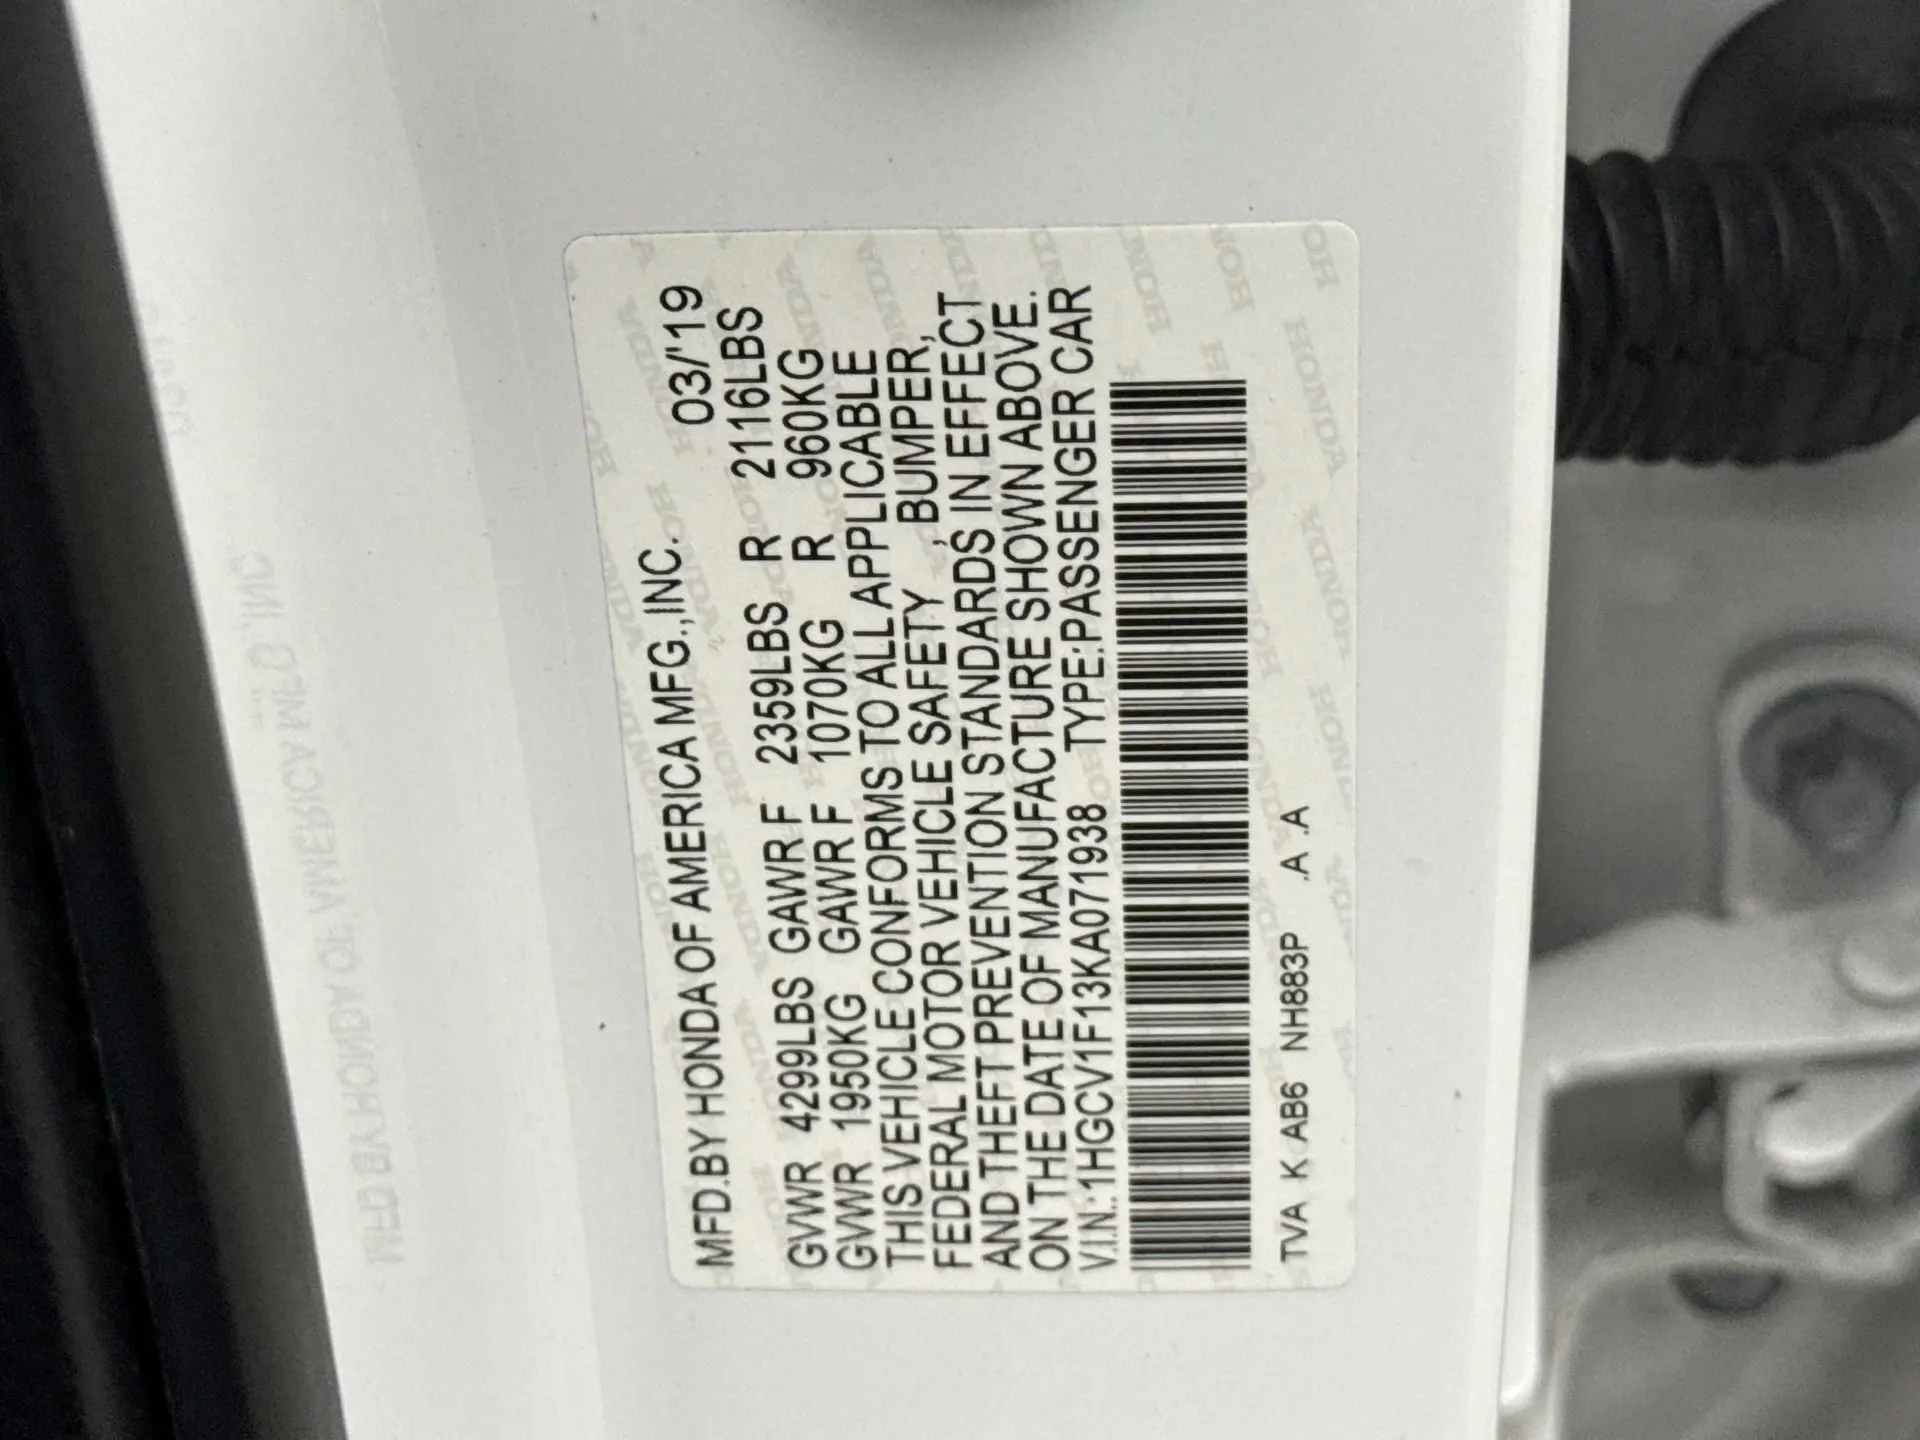 MFD.BY HONDA OF AMERICA MFG.,INC. 03/'19
GVWR 4299LBS GAWR F 2359LBS R 2116LBS
GVWR 1950KG GAWR F 1070KG R 960KG
THIS VEHICLE CONFORMS TO ALL APPLICABLE
FEDERAL MOTOR VEHICLE SAFETY , BUMPER,
AND THEFT PREVENTION STANDARDS IN EFFECT
ON THE DATE OF MANUFACTURE SHOWN ABOVE.
V.I.N.:1HGCV1F13KA071938 TYPE:PASSENGER CAR
TVA K AB6 NH883P .A .A